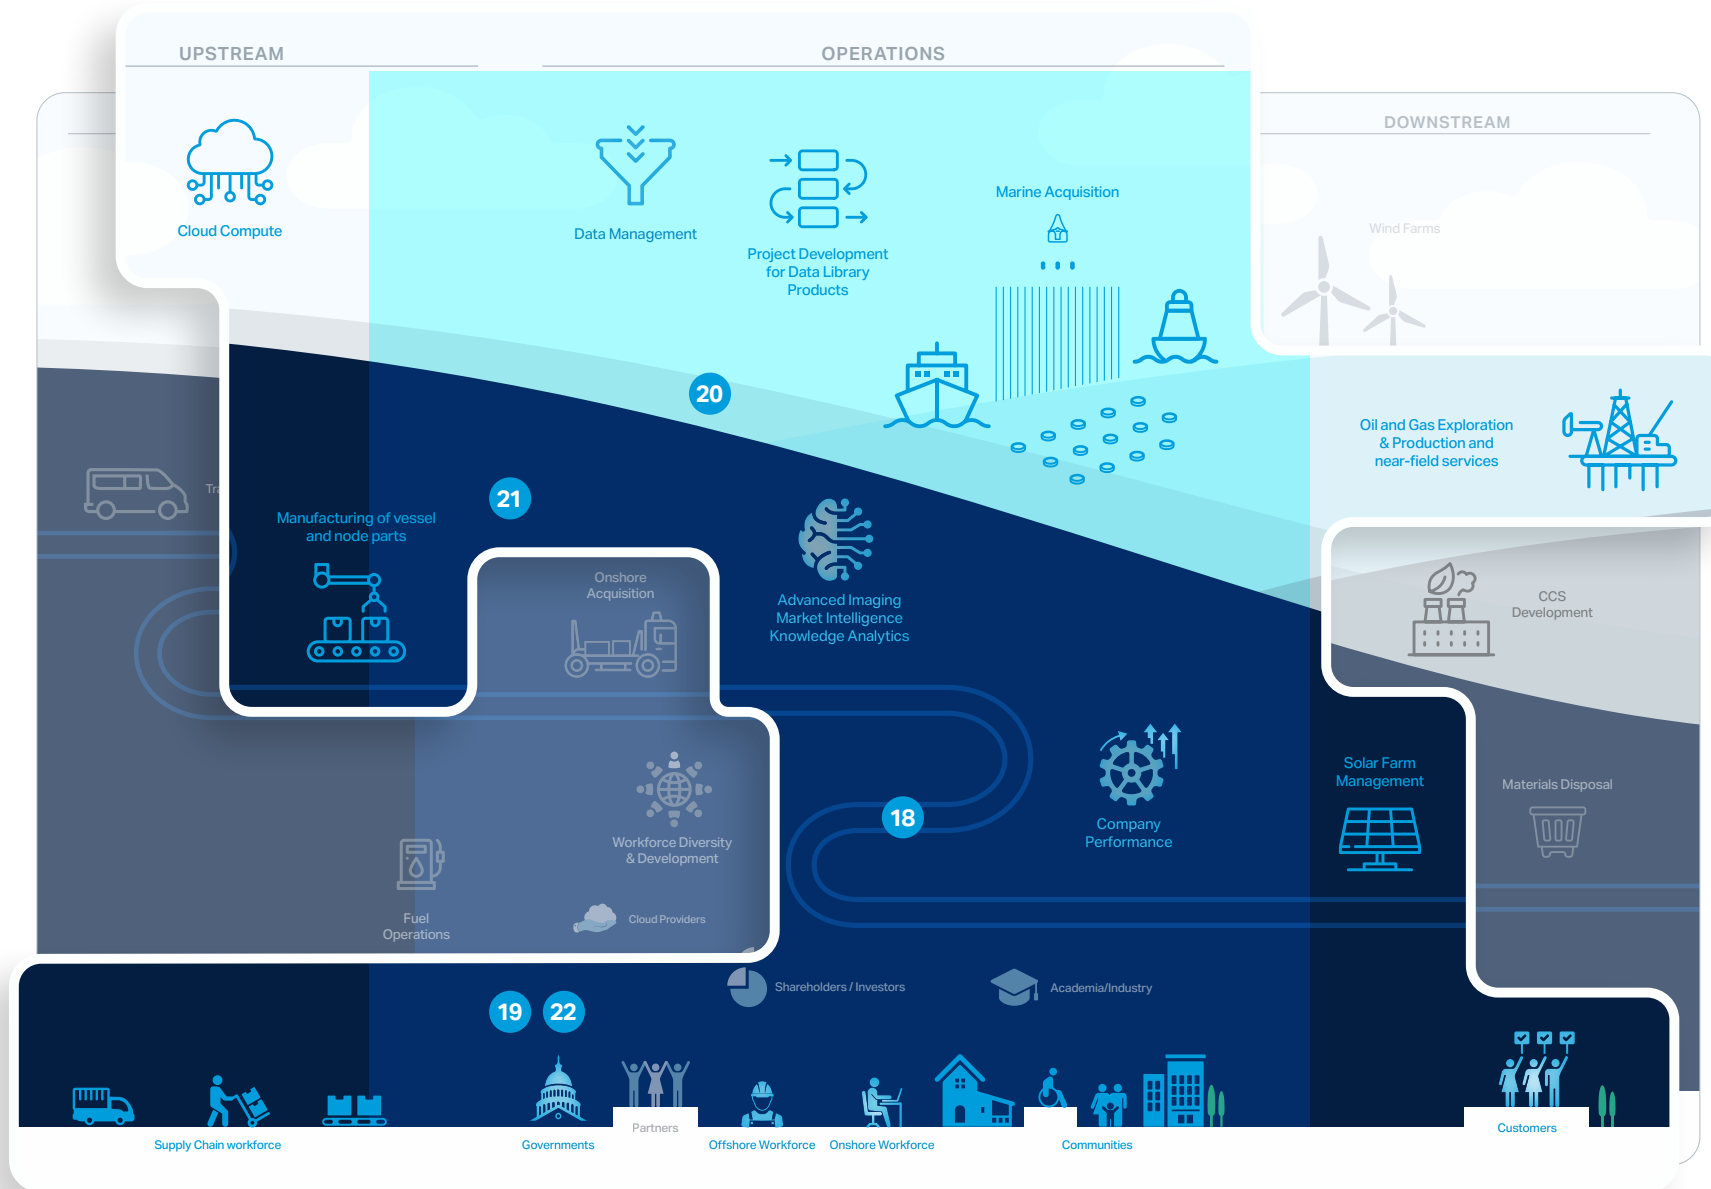 UPSTREAM
OPERATIONS
DOWNSTREAM
Cloud Compute
Data Management
Project Development
for Data Library
Products
Marine Acquisition
Wind Farms
20
Oil and Gas Exploration
& Production and
near-field services
21
Manufacturing of vessel
and node parts
Onshore
Acquisition
Advanced Imaging
Market Intelligence
Knowledge Analytics
CCS
Development
Solar Farm
Management
Materials Disposal
18
Company
Performance
Workforce Diversity
& Development
Fuel
Operations
Cloud Providers
Shareholders / Investors
Academia/Industry
19
22
Supply Chain workforce
Governments
Partners
Offshore Workforce
Onshore Workforce
Communities
Customers